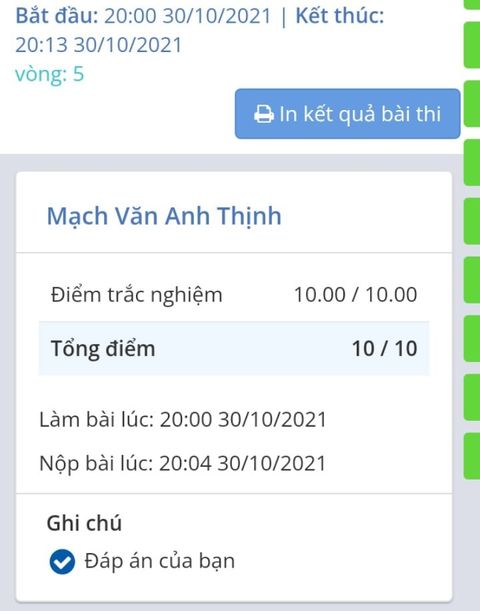 Bắt đầu: 20:00 30/10/2021 | Kết thúc:
20:13 30/10/2021
vòng: 5
In kết quả bài thi
Mạch Văn Anh Thịnh
Điểm trắc nghiệm 10.00 / 10.00
Tổng điểm 10 / 10
Làm bài lúc: 20:00 30/10/2021
Nộp bài lúc: 20:04 30/10/2021
Ghi chú
Đáp án của bạn